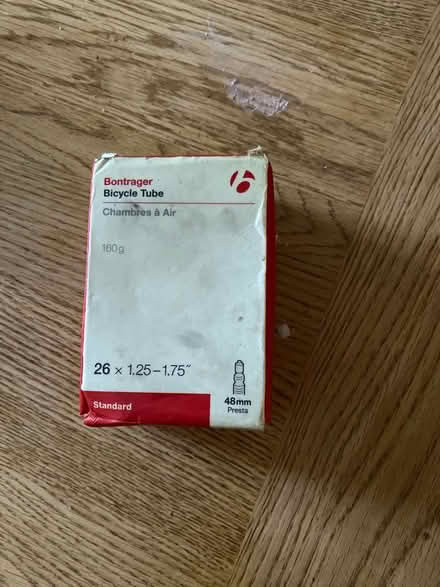 Bontrager
Bicycle Tube
Chambres à Air
160g
26 x 1.25–1.75"
48mm
Presta
Standard